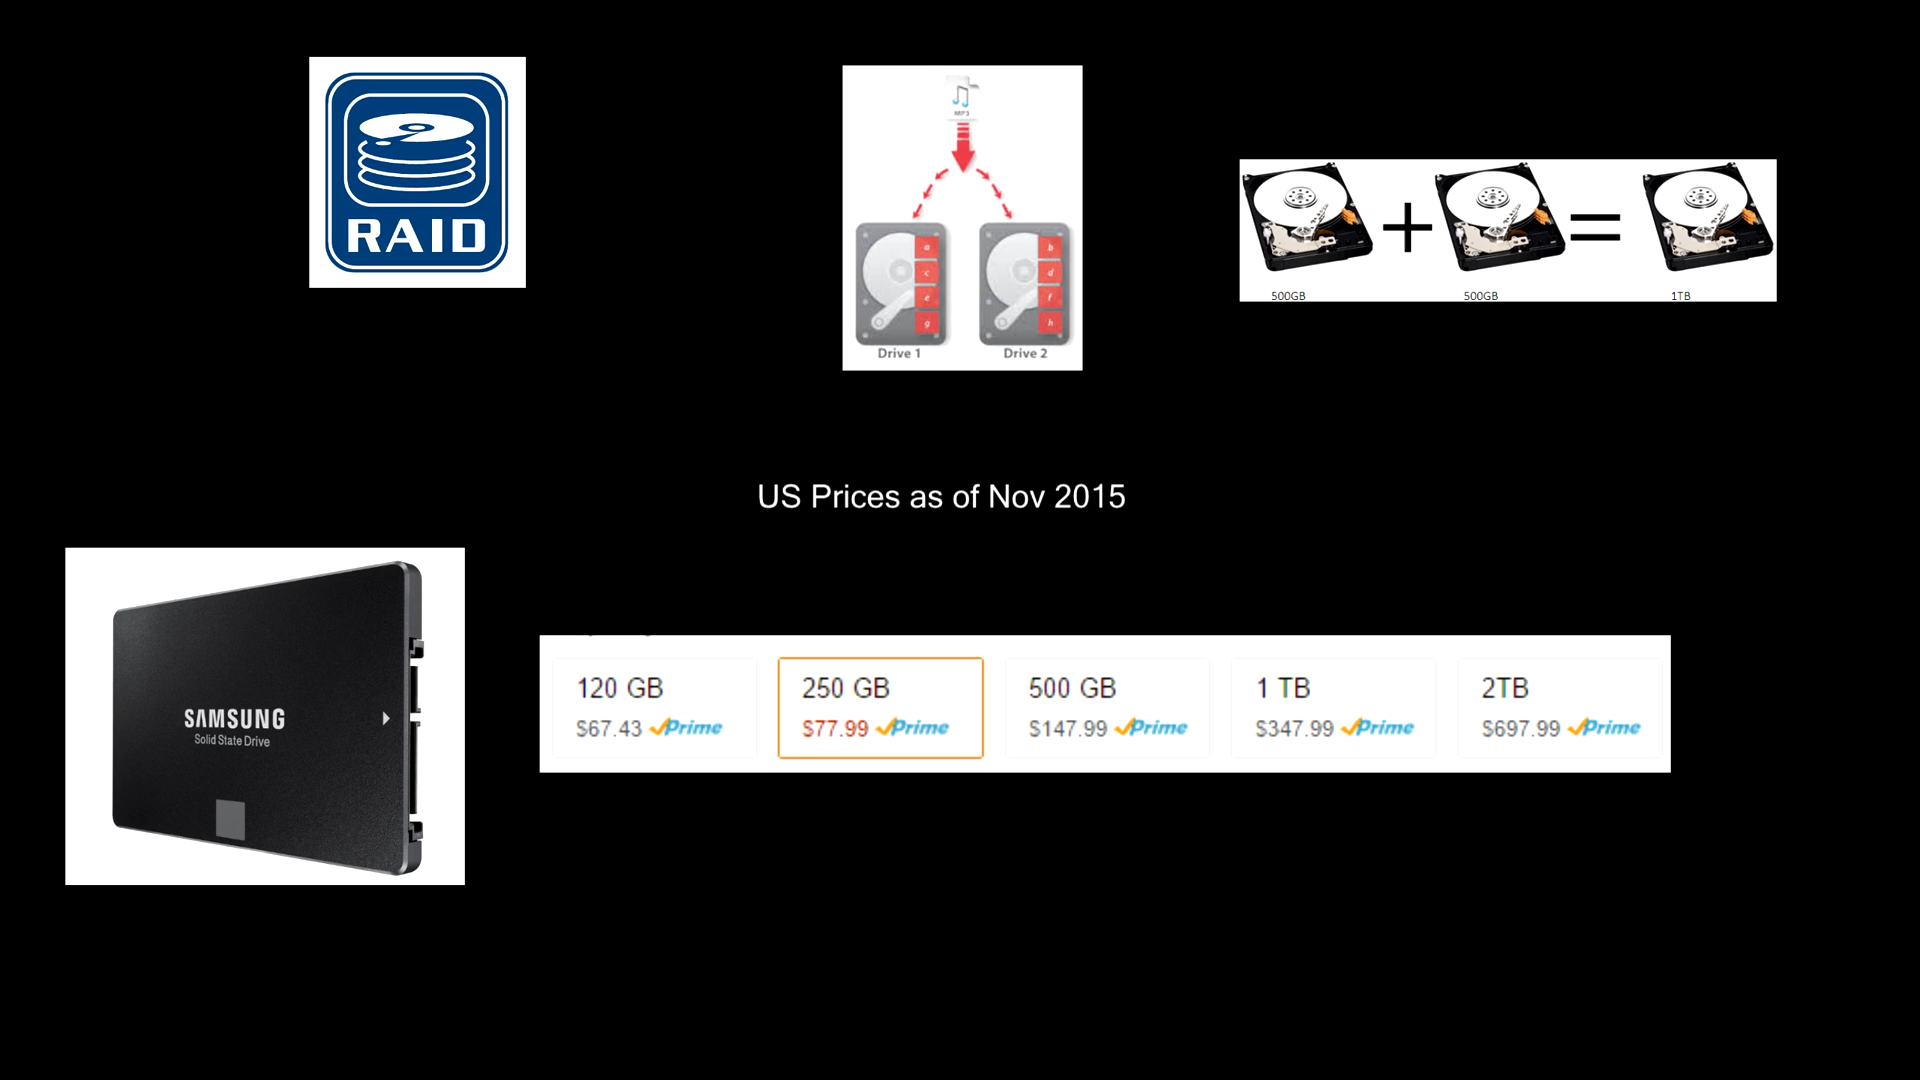 RAID
MP3
a
c
e
g
b
d
f
h
Drive 1
Drive 2
500GB
500GB
1TB
US Prices as of Nov 2015
SAMSUNG
Solid State Drive
120 GB
$67.43 Prime
250 GB
$77.99 Prime
500 GB
$147.99 Prime
1 TB
$347.99 Prime
2TB
$697.99 Prime